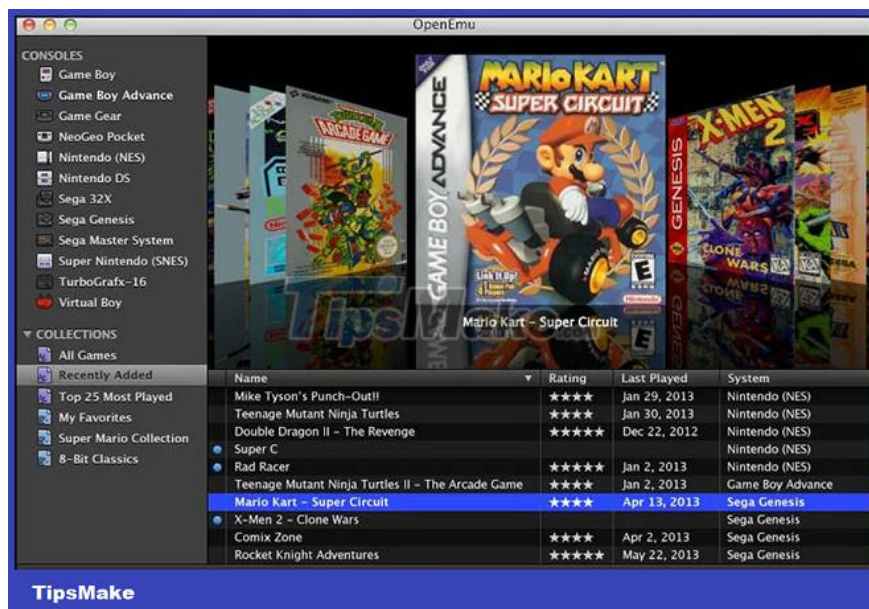 OpenEmu
CONSOLES
Game Boy
Game Boy Advance
Game Gear
NeoGeo Pocket
Nintendo (NES)
Nintendo DS
Sega 32X
Sega Genesis
Sega Master System
Super Nintendo (SNES)
TurboGrafx-16
Virtual Boy
COLLECTIONS
All Games
Recently Added
Top 25 Most Played
My Favorites
Super Mario Collection
8-Bit Classics
ARCADE GAME
GAME BOY ADVANCE
MARIO KART
SUPER CIRCUIT
Link It Up!
E
Nintendo
GENESIS
X-MEN
2
CLONE
WARS
TipsMake
Mario Kart – Super Circuit
Name Rating Last Played System
Mike Tyson's Punch-Out!! ★★★★ Jan 29, 2013 Nintendo (NES)
Teenage Mutant Ninja Turtles ★★★★ Jan 30, 2013 Nintendo (NES)
Double Dragon II – The Revenge ★★★★★ Dec 22, 2012 Nintendo (NES)
Super C Nintendo (NES)
Rad Racer ★★★★★ Jan 2, 2013 Nintendo (NES)
Teenage Mutant Ninja Turtles II – The Arcade Game ★★★★ Jan 2, 2013 Game Boy Advance
Mario Kart – Super Circuit ★★★★ Apr 13, 2013 Sega Genesis
X-Men 2 – Clone Wars Sega Genesis
Comix Zone ★★★★ Apr 2, 2013 Sega Genesis
Rocket Knight Adventures ★★★★★ May 22, 2013 Sega Genesis
TipsMake